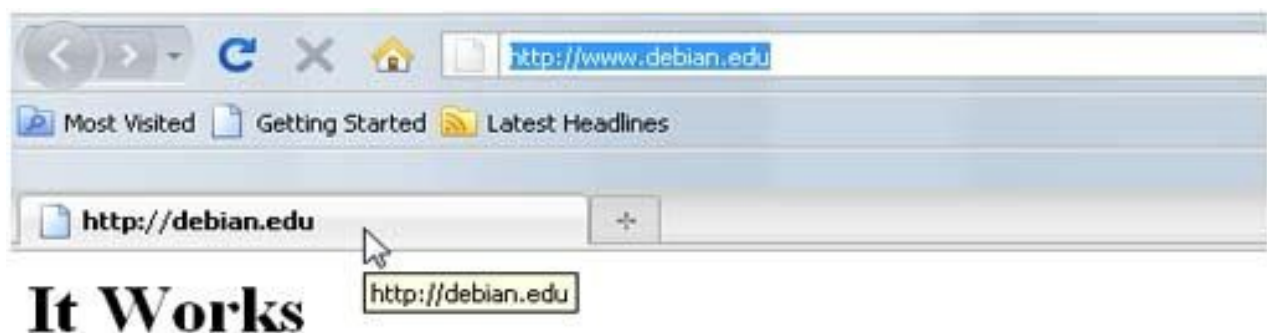 http://www.debian.edu
Most Visited Getting Started Latest Headlines
http://debian.edu
http://debian.edu
It Works